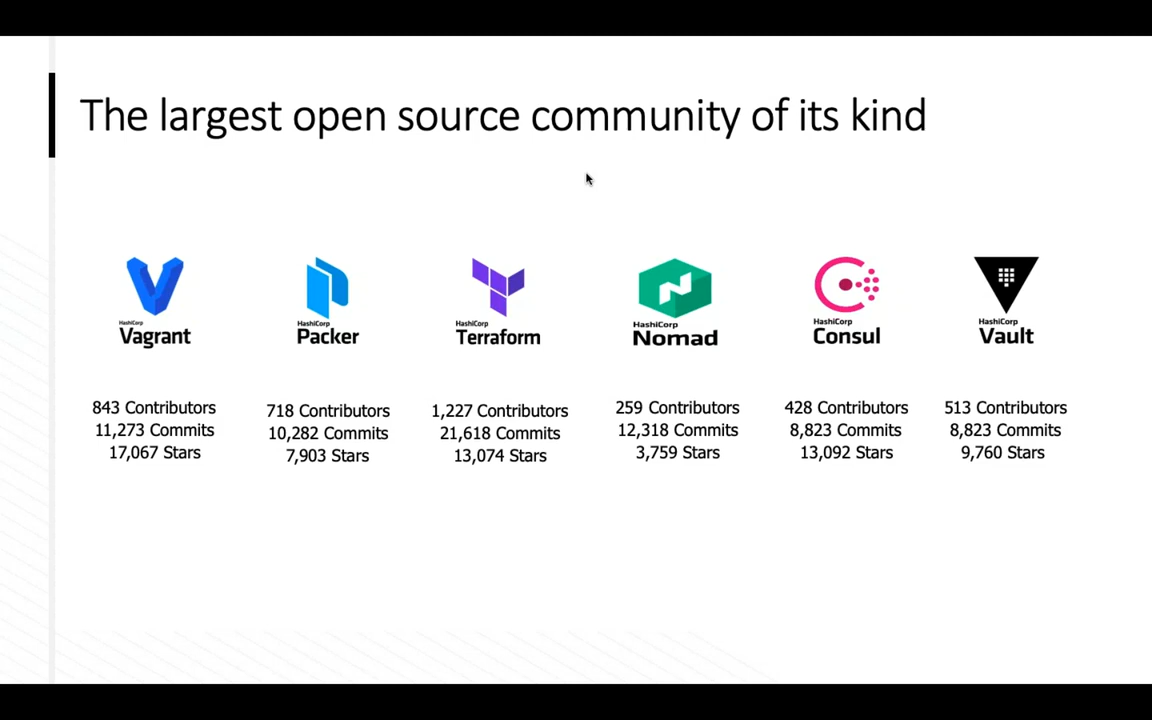 The largest open source community of its kind
HashiCorp
Vagrant
843 Contributors
11,273 Commits
17,067 Stars
HashiCorp
Packer
718 Contributors
10,282 Commits
7,903 Stars
HashiCorp
Terraform
1,227 Contributors
21,618 Commits
13,074 Stars
HashiCorp
Nomad
259 Contributors
12,318 Commits
3,759 Stars
HashiCorp
Consul
428 Contributors
8,823 Commits
13,092 Stars
HashiCorp
Vault
513 Contributors
8,823 Commits
9,760 Stars